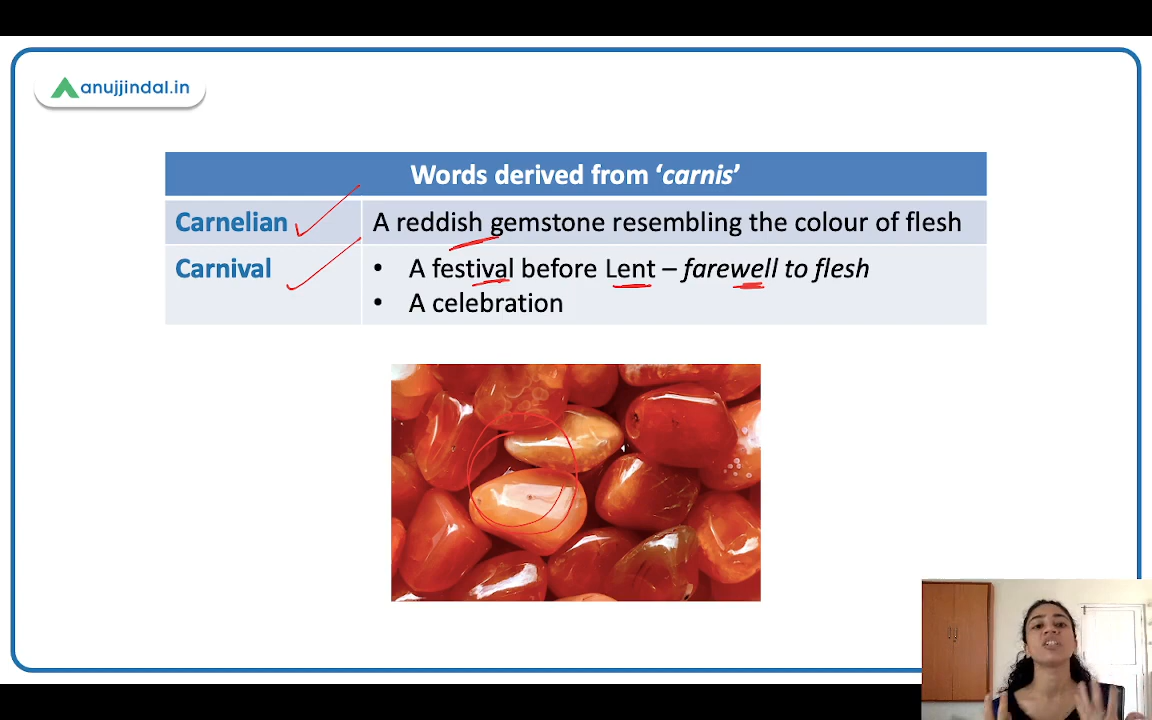 anujjindal.in
Words derived from ‘carnis’
Carnelian
A reddish gemstone resembling the colour of flesh
Carnival
• A festival before Lent – farewell to flesh
• A celebration